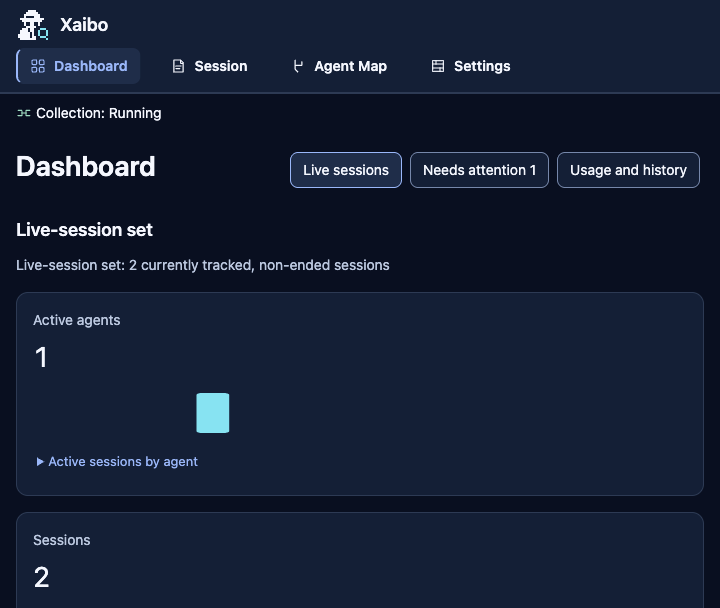 Xaibo
Dashboard
Session
Agent Map
Settings
Collection: Running
Dashboard
Live sessions
Needs attention 1
Usage and history
Live-session set
Live-session set: 2 currently tracked, non-ended sessions
Active agents
1
Active sessions by agent
Sessions
2